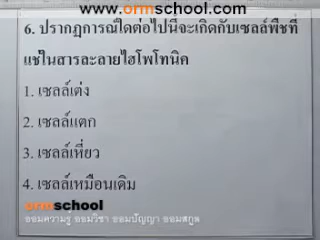 www.ormschool.com
6. ปรากฏการณ์ใดต่อไปนี้จะเกิดกับเซลล์พืชที่
แช่ในสารละลายไฮโพโทนิค
1. เซลล์เต่ง
2. เซลล์แตก
3. เซลล์เหี่ยว
4. เซลล์เหมือนเดิม
ormschool
ออมความรู้ ออมวิชา ออมปัญญา ออมสกูล